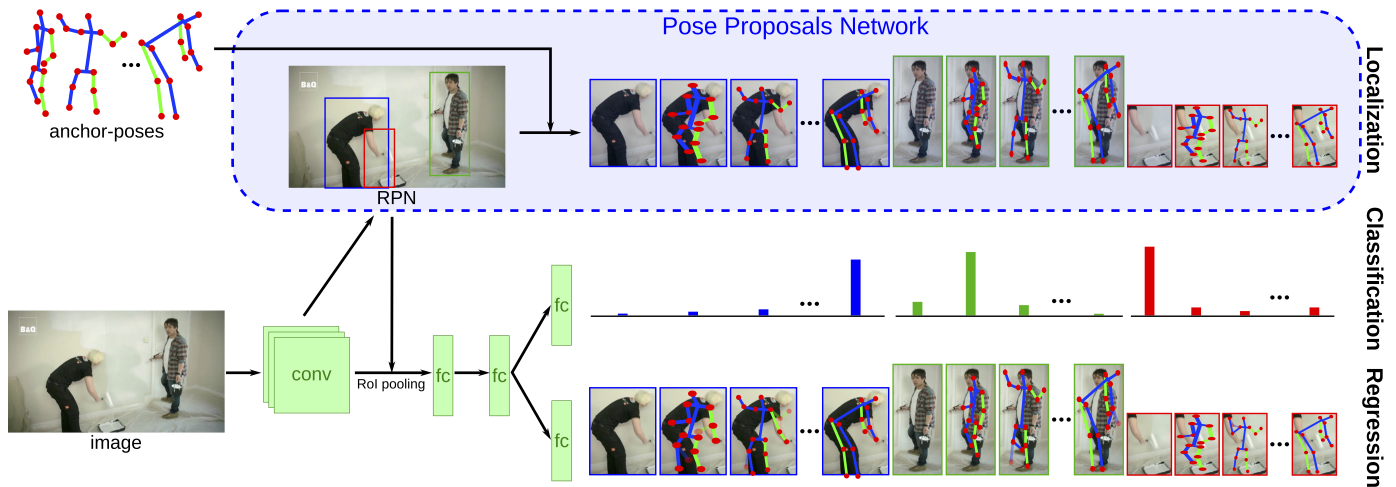 Pose Proposals Network
anchor-poses
...
B&Q
RPN
...
...
...
Localization
fc
...
...
...
Classification
B&Q
image
conv
RoI pooling
fc
fc
fc
...
...
...
Regression